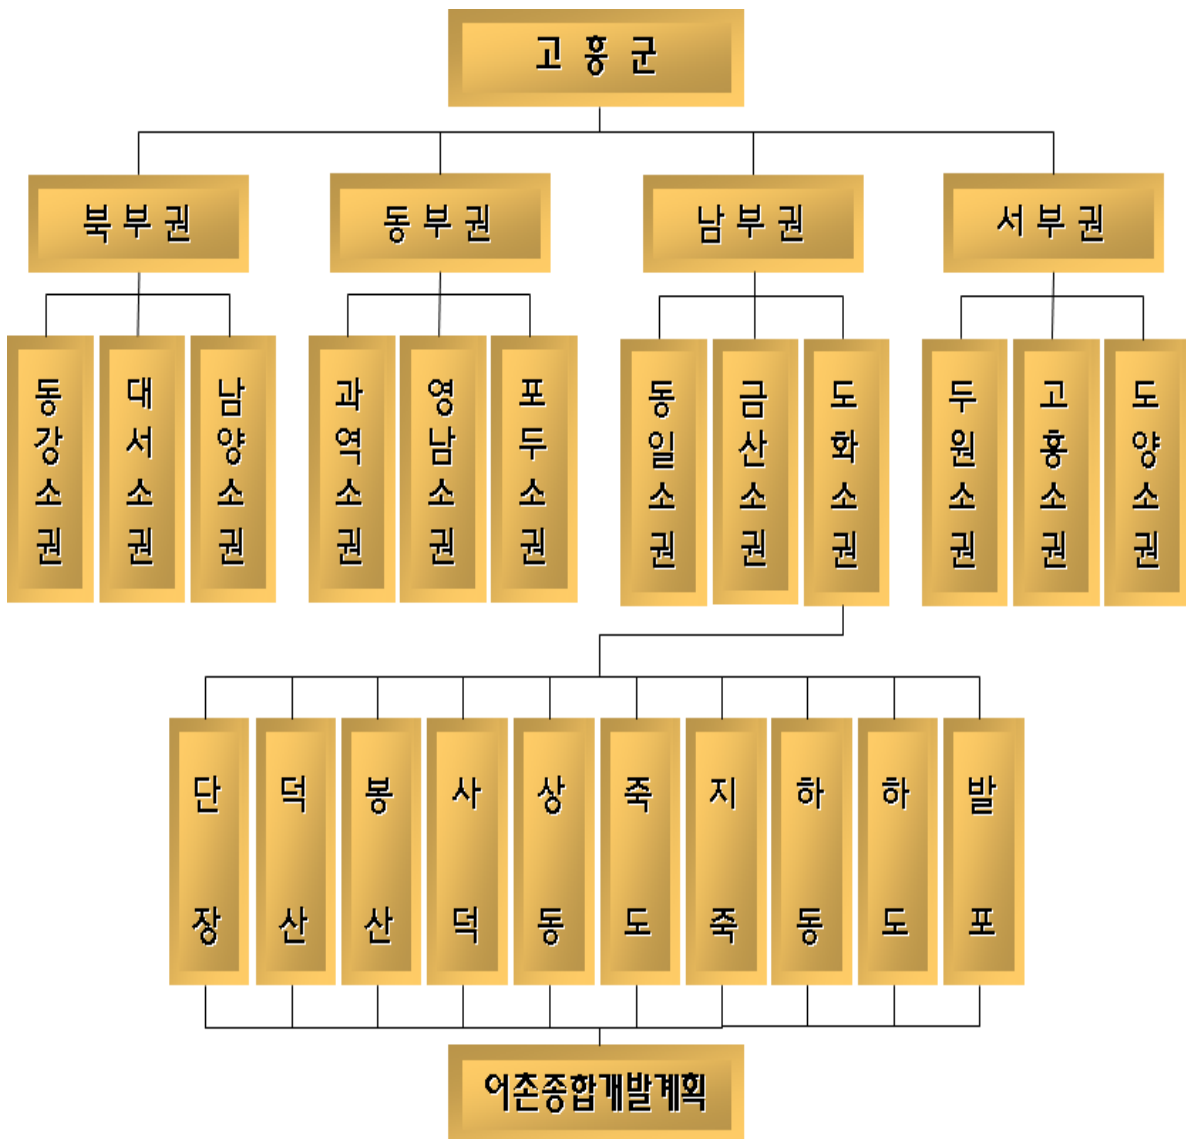 고 흥 군
북 부 권
동 부 권
남 부 권
서 부 권
동강소권
대서소권
남양소권
과역소권
영남소권
포두소권
동일소권
금산소권
도화소권
두원소권
고흥소권
도양소권
단장
덕산
봉산
사덕
상동
죽도
지죽
하동
하도
발포
어촌종합개발계획